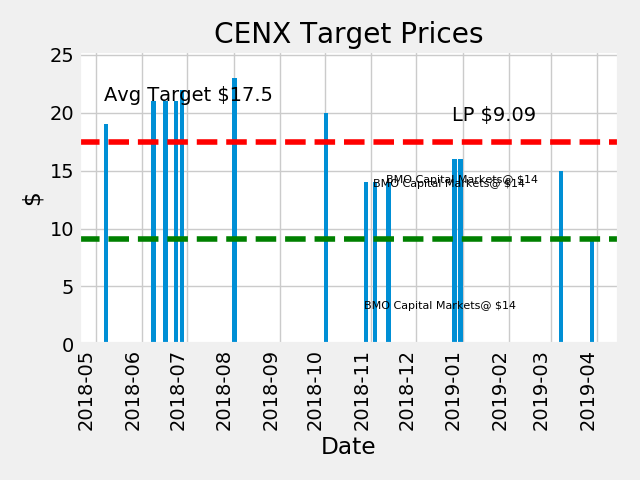 CENX Target Prices
25
Avg Target $17.5
20
LP $9.09
15
BMO Capital Markets@ $14
BMO Capital Markets@ $14
$
10
5
BMO Capital Markets@ $14
0
2018-05
2018-06
2018-07
2018-08
2018-09
2018-10
2018-11
2018-12
2019-01
2019-02
2019-03
2019-04
Date